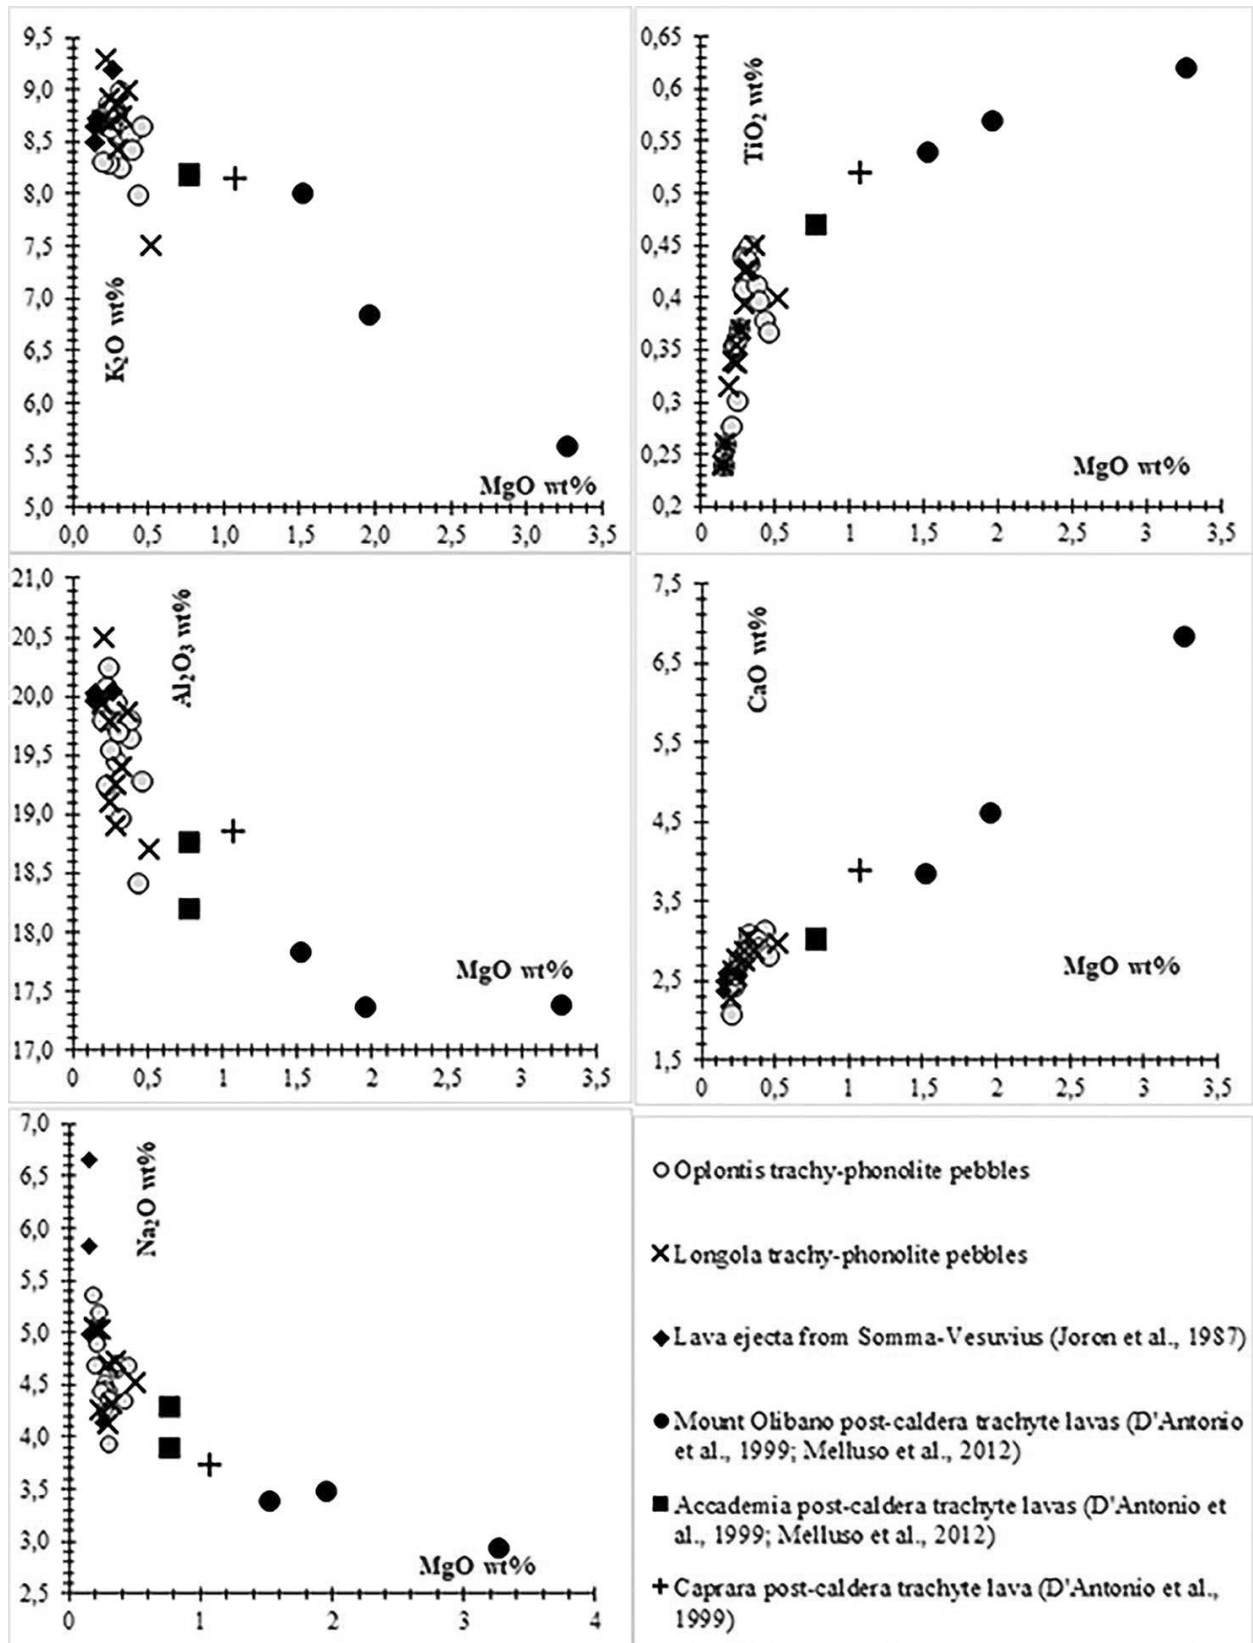 9,5
9,0
8,5
8,0
7,5
7,0
6,5
6,0
5,5
5,0
K₂O wt%
MgO wt%
0,0 0,5 1,0 1,5 2,0 2,5 3,0 3,5
0,65
0,6
0,55
0,5
0,45
0,4
0,35
0,3
0,25
0,2
TiO₂ wt%
MgO wt%
0 0,5 1 1,5 2 2,5 3 3,5
21,0
20,5
20,0
19,5
19,0
18,5
18,0
17,5
17,0
Al₂O₃ wt%
MgO wt%
0 0,5 1 1,5 2 2,5 3 3,5
7,5
6,5
5,5
4,5
3,5
2,5
1,5
CaO wt%
MgO wt%
0 0,5 1 1,5 2 2,5 3 3,5
7,0
6,5
6,0
5,5
5,0
4,5
4,0
3,5
3,0
2,5
Na₂O wt%
MgO wt%
0 1 2 3 4
Oplontis trachy-phonolite pebbles
Longola trachy-phonolite pebbles
Lava ejecta from Somma-Vesuvius (Joron et al., 1987)
Mount Olibano post-caldera trachyte lavas (D'Antonio
et al., 1999; Melluso et al., 2012)
Accademia post-caldera trachyte lavas (D'Antonio et
al., 1999; Melluso et al., 2012)
Caprara post-caldera trachyte lava (D'Antonio et al.,
1999)